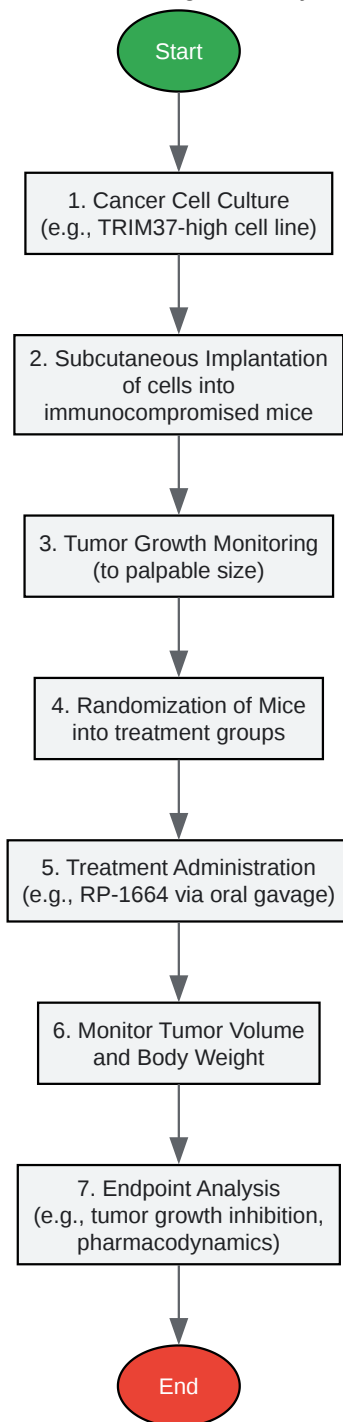 Start
1. Cancer Cell Culture
(e.g., TRIM37-high cell line)
2. Subcutaneous Implantation
of cells into
immunocompromised mice
3. Tumor Growth Monitoring
(to palpable size)
4. Randomization of Mice
into treatment groups
5. Treatment Administration
(e.g., RP-1664 via oral gavage)
6. Monitor Tumor Volume
and Body Weight
7. Endpoint Analysis
(e.g., tumor growth inhibition,
pharmacodynamics)
End